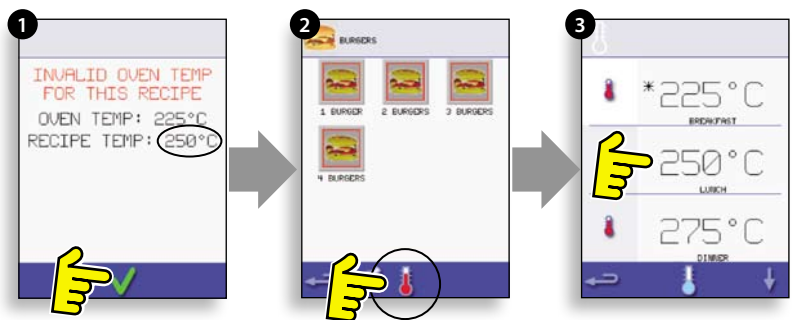 1
INVALID OVEN TEMP
FOR THIS RECIPE
OVEN TEMP: 225°C
RECIPE TEMP: 250°C
2
BURGERS
1 BURGER 2 BURGERS 3 BURGERS
4 BURGERS
3
*225°C
BREAKFAST
250°C
LUNCH
275°C
DINNER